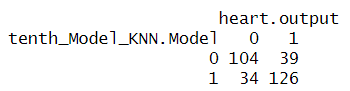 heart.output
tenth_Model_KNN.Model 0 1
0 104 39
1 34 126